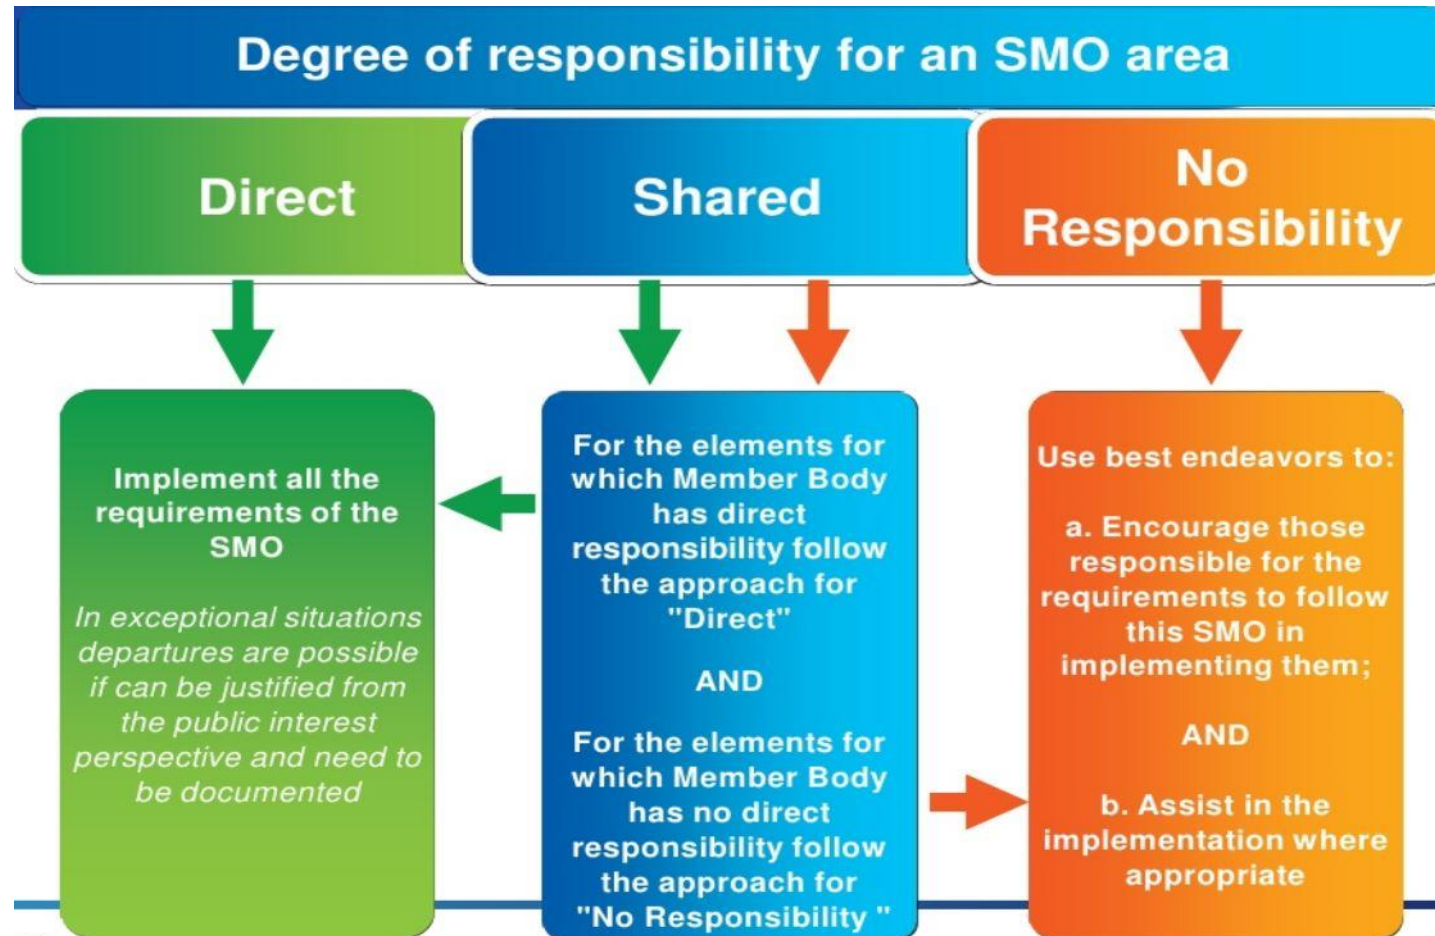 Degree of responsibility for an SMO area
Direct
Shared
No
Responsibility
Implement all the
requirements of the
SMO
In exceptional situations
departures are possible
if can be justified from
the public interest
perspective and need to
be documented
For the elements for
which Member Body
has direct
responsibility follow
the approach for
"Direct"
AND
For the elements for
which Member Body
has no direct
responsibility follow
the approach for
"No Responsibility "
Use best endeavors to:
a. Encourage those
responsible for the
requirements to follow
this SMO in
implementing them;
AND
b. Assist in the
implementation where
appropriate